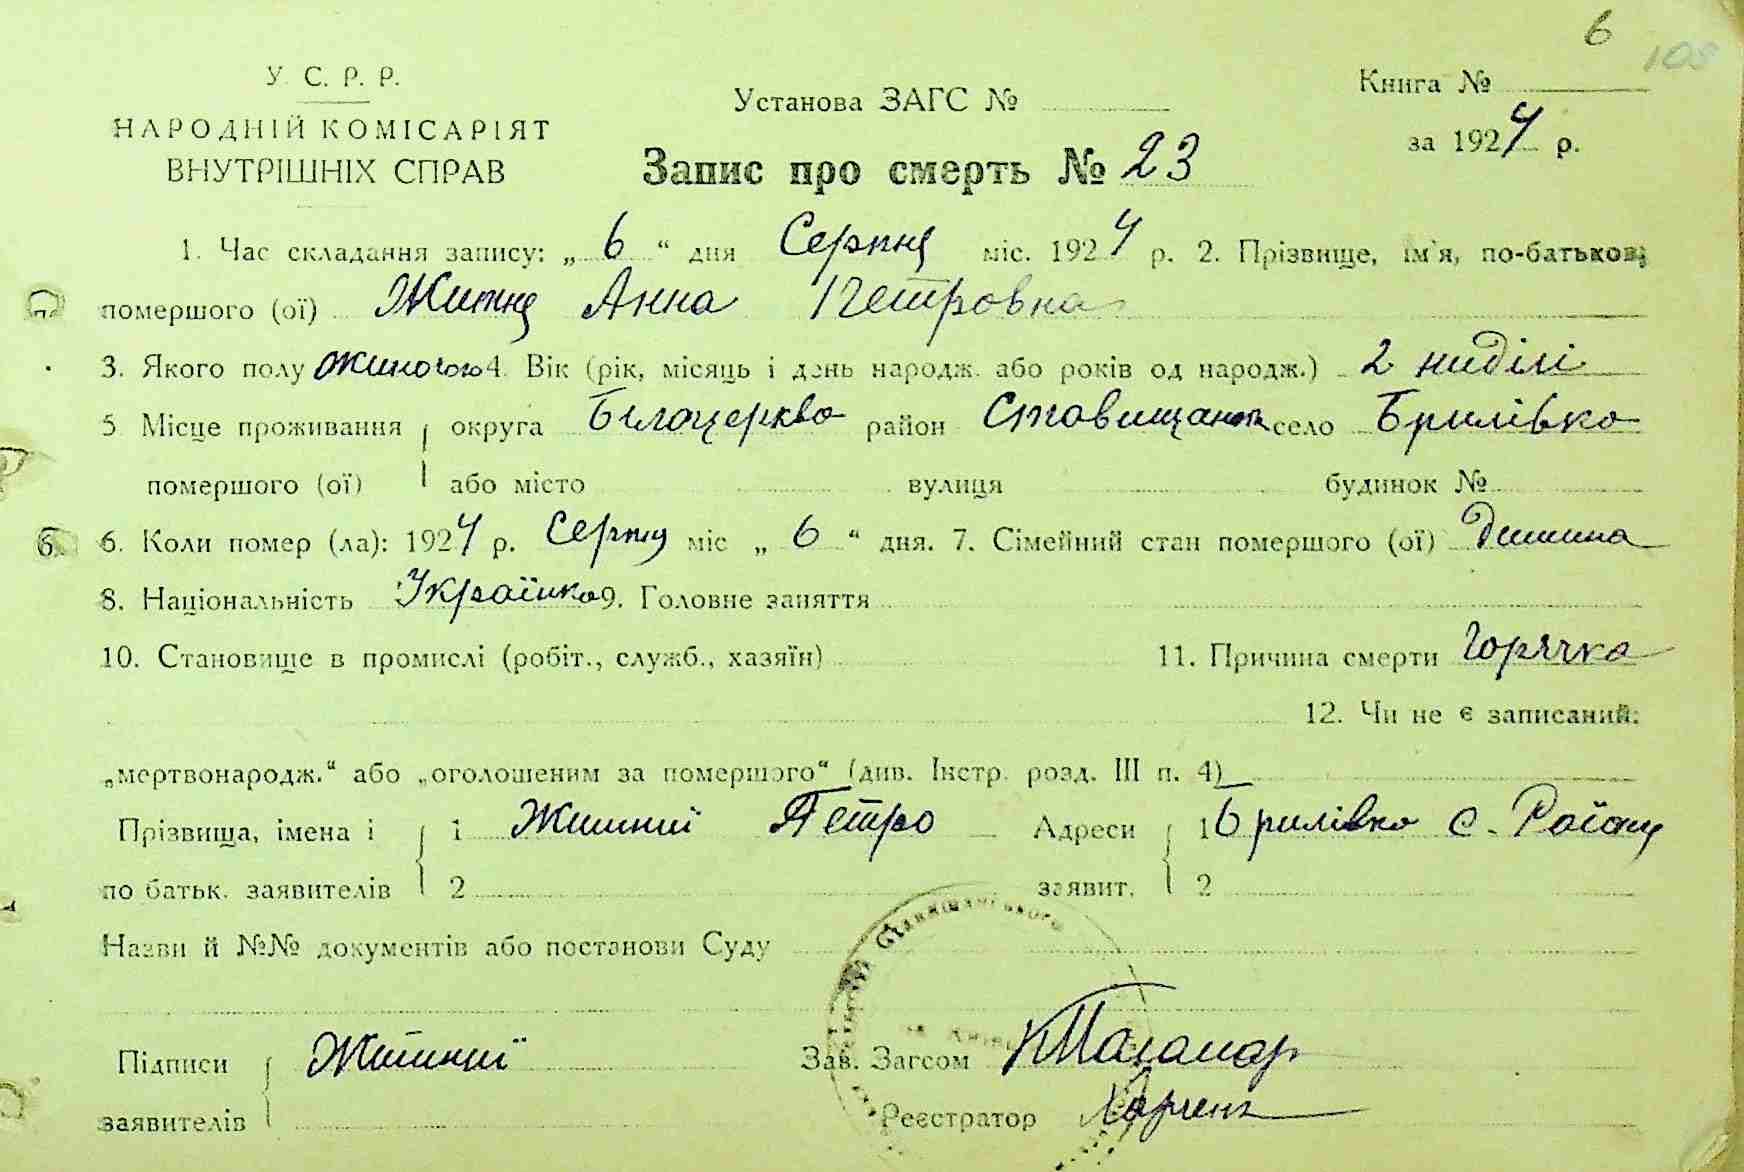 6 105
У. С. Р. Р.
НАРОДНІЙ КОМІСАРІЯТ
ВНУТРІШНІХ СПРАВ
Установа ЗАГС №
Запис про смерть № 23
Книга №
за 1924 р.
1. Час складання запису: „ 6 “ дня Серпня міс. 1924 р. 2. Прізвище, ім'я, по-батькові
помершого (ої) Житня Анна Петровна
3. Якого полу жиночого 4. Вік (рік, місяць і день народж. або років од народж.) 2 ниділі
5. Місце проживання округа Білоцерква район село Брилівка
помершого (ої) або місто вулиця будинок №
6. Коли помер (ла): 1924 р. Серпня міс „ 6 “ дня. 7. Сімейний стан помершого (ої) Дитина
8. Національність Українка 9. Головне заняття
10. Становище в промислі (робіт., служб., хазяїн) 11. Причина смерти Горячка
12. Чи не є записаний:
„мертвонародж.“ або „оголошеним за помершого“ (див. Інстр. розд. III п. 4)
Прізвища, імена і 1 Житний Петро Адреси 1 Брилівка С. Району
по батьк. заявителів 2 заявит. 2
Назви й №№ документів або постанови Суду
Ставищанського
Підписи Житний Зав. Загсом
заявителів Реєстратор